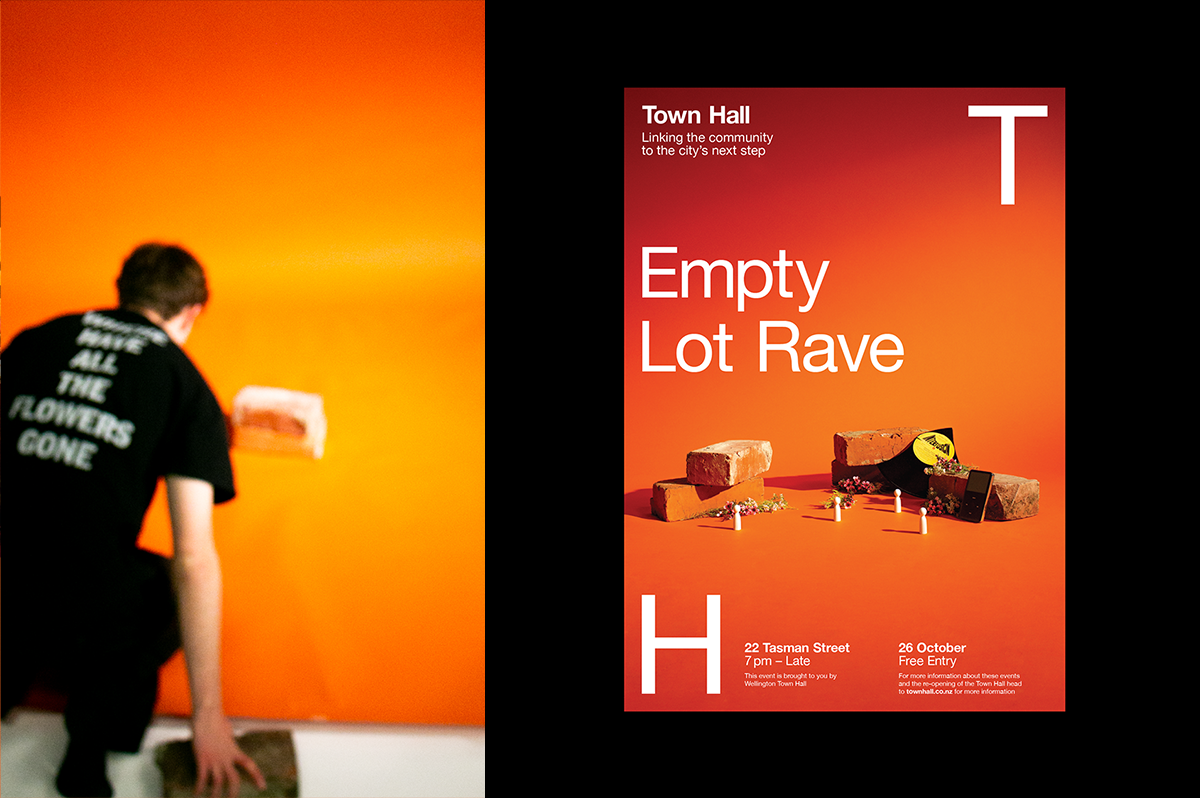 HAVE
ALL
THE
FLOWERS
GONE
Town Hall
Linking the community
to the city's next step
T
Empty
Lot Rave
H
22 Tasman Street
7 pm – Late
This event is brought to you by
Wellington Town Hall
26 October
Free Entry
For more information about these events
and the re-opening of the Town Hall head
to townhall.co.nz for more information